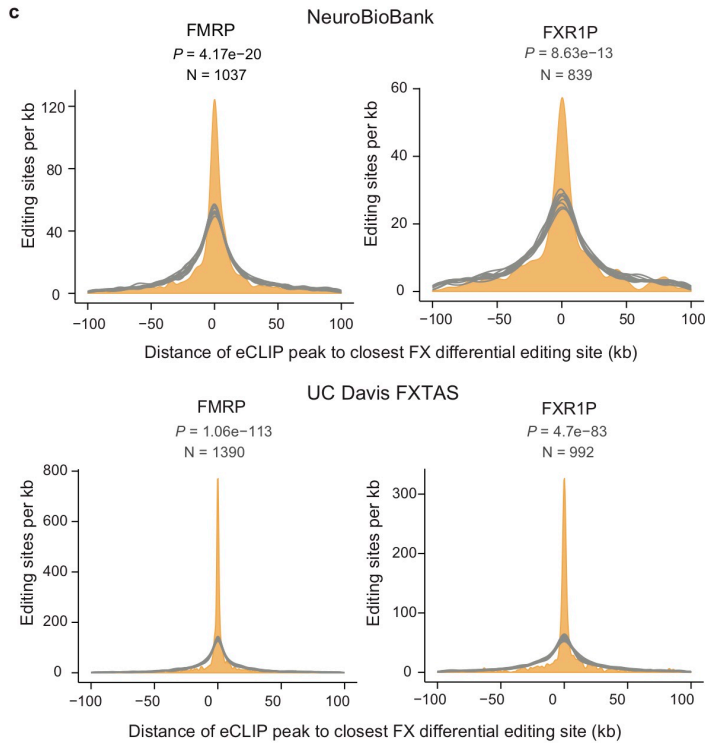 c
NeuroBioBank
FMRP
P = 4.17e−20
N = 1037
Editing sites per kb
120
80
40
0
−100
−50
0
50
100
FXR1P
P = 8.63e−13
N = 839
Editing sites per kb
60
40
20
0
−100
−50
0
50
100
Distance of eCLIP peak to closest FX differential editing site (kb)
UC Davis FXTAS
FMRP
P = 1.06e−113
N = 1390
Editing sites per kb
800
600
400
200
0
−100
−50
0
50
100
FXR1P
P = 4.7e−83
N = 992
Editing sites per kb
300
200
100
0
−100
−50
0
50
100
Distance of eCLIP peak to closest FX differential editing site (kb)